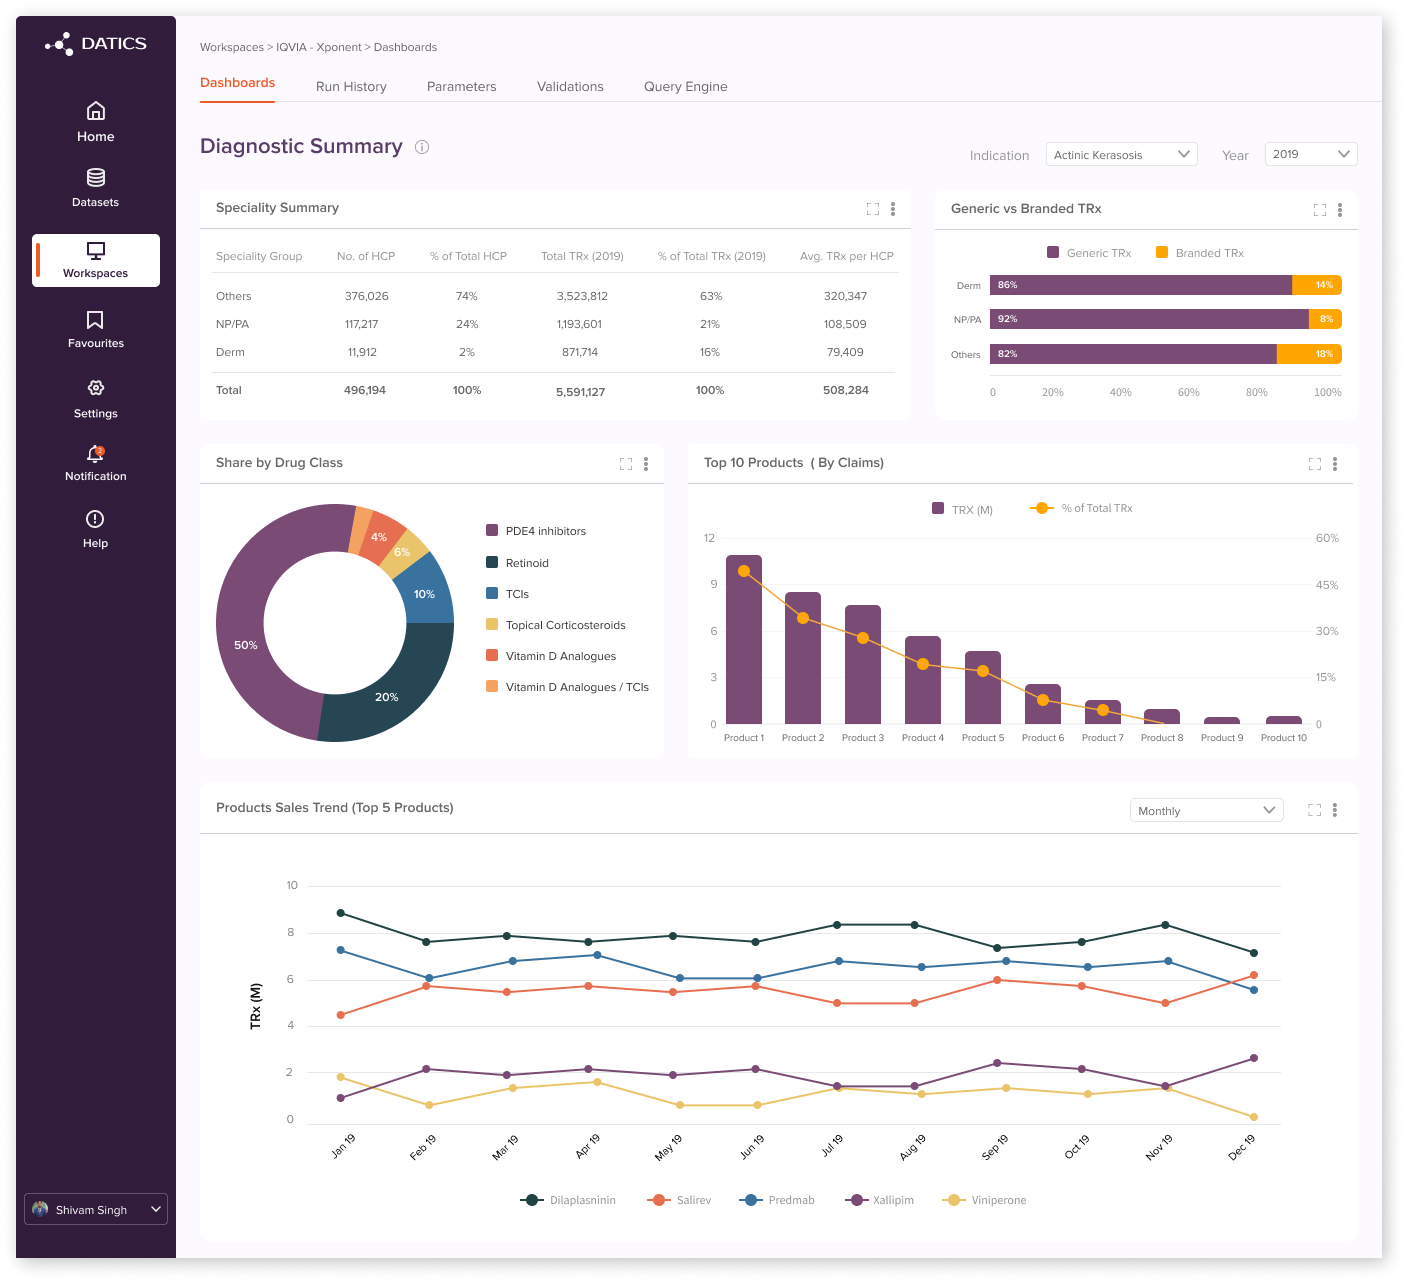 DATICS
Home
Datasets
Workspaces
Favourites
Settings
2
Notification
Help
Shivam Singh
Workspaces > IQVIA - Xponent > Dashboards
Dashboards Run History Parameters Validations Query Engine
Diagnostic Summary
Indication Actinic Kerasosis Year 2019
Speciality Summary
Speciality Group No. of HCP % of Total HCP Total TRx (2019) % of Total TRx (2019) Avg. TRx per HCP
Others 376,026 74% 3,523,812 63% 320,347
NP/PA 117,217 24% 1,193,601 21% 108,509
Derm 11,912 2% 871,714 16% 79,409
Total 496,194 100% 5,591,127 100% 508,284
Generic vs Branded TRx
Generic TRx Branded TRx
Derm 86% 14%
NP/PA 92% 8%
Others 82% 18%
0 20% 40% 60% 80% 100%
Share by Drug Class
4%
6%
10%
50%
20%
PDE4 inhibitors
Retinoid
TCIs
Topical Corticosteroids
Vitamin D Analogues
Vitamin D Analogues / TCIs
Top 10 Products ( By Claims)
TRX (M) % of Total TRx
12 60%
9 45%
6 30%
3 15%
0 0
Product 1 Product 2 Product 3 Product 4 Product 5 Product 6 Product 7 Product 8 Product 9 Product 10
Products Sales Trend (Top 5 Products)
Monthly
TRx (M)
10
8
6
4
2
0
Jan 19 Feb 19 Mar 19 Apr 19 May 19 Jun 19 Jul 19 Aug 19 Sep 19 Oct 19 Nov 19 Dec 19
Dilaplasninin Salirev Predmab Xallipim Viniperone